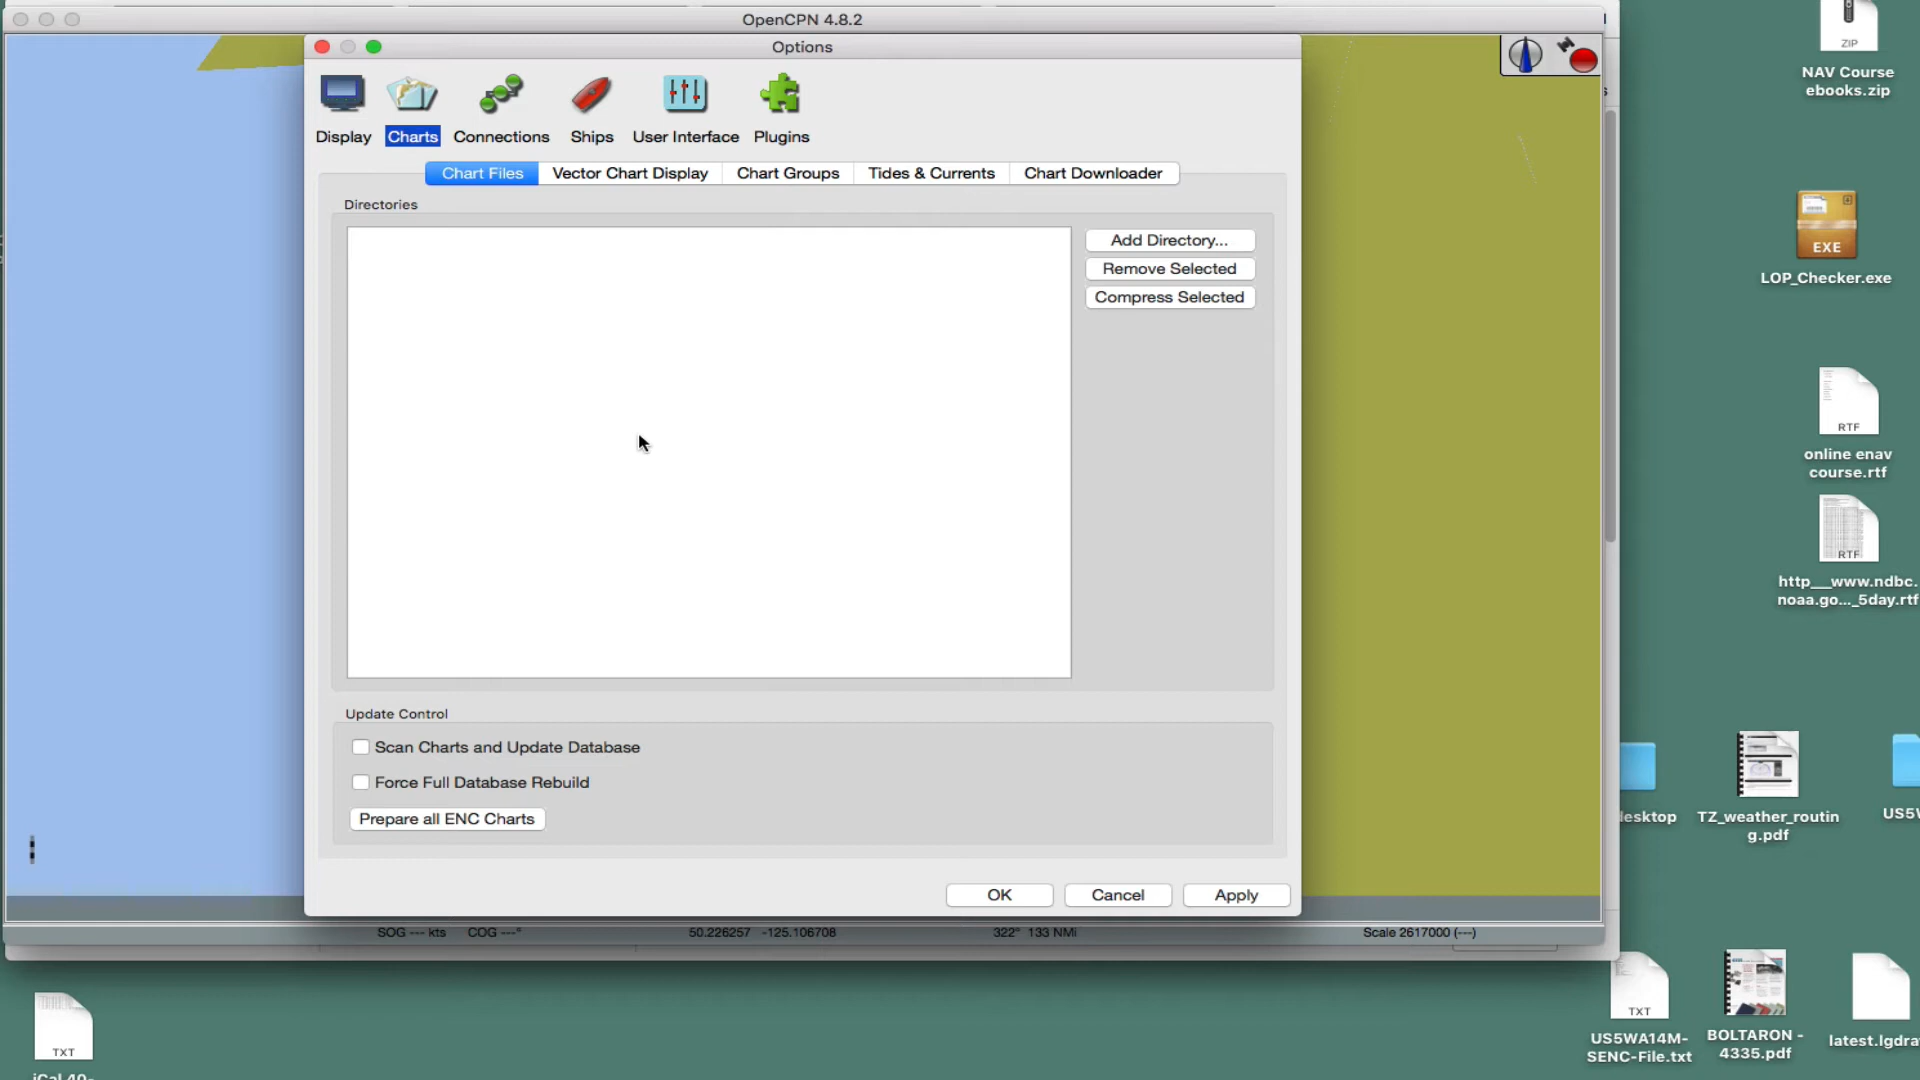 OpenCPN 4.8.2
Options
Display
Charts
Connections
Ships
User Interface
Plugins
Chart Files
Vector Chart Display
Chart Groups
Tides & Currents
Chart Downloader
Directories
Add Directory...
Remove Selected
Compress Selected
Update Control
Scan Charts and Update Database
Force Full Database Rebuild
Prepare all ENC Charts
OK
Cancel
Apply
SOG --- kts
COG ---°
50.226257 -125.106708
322° 133 NMi
Scale 2617000 (---)
ZIP
NAV Course
ebooks.zip
EXE
LOP_Checker.exe
RTF
online enav
course.rtf
RTF
http___www.ndbc.
noaa.go..._5day.rtf
esktop
TZ_weather_routin
g.pdf
US5
TXT
US5WA14M-
SENC-File.txt
BOLTARON -
4335.pdf
latest.lgdra
TXT
iCal 40-